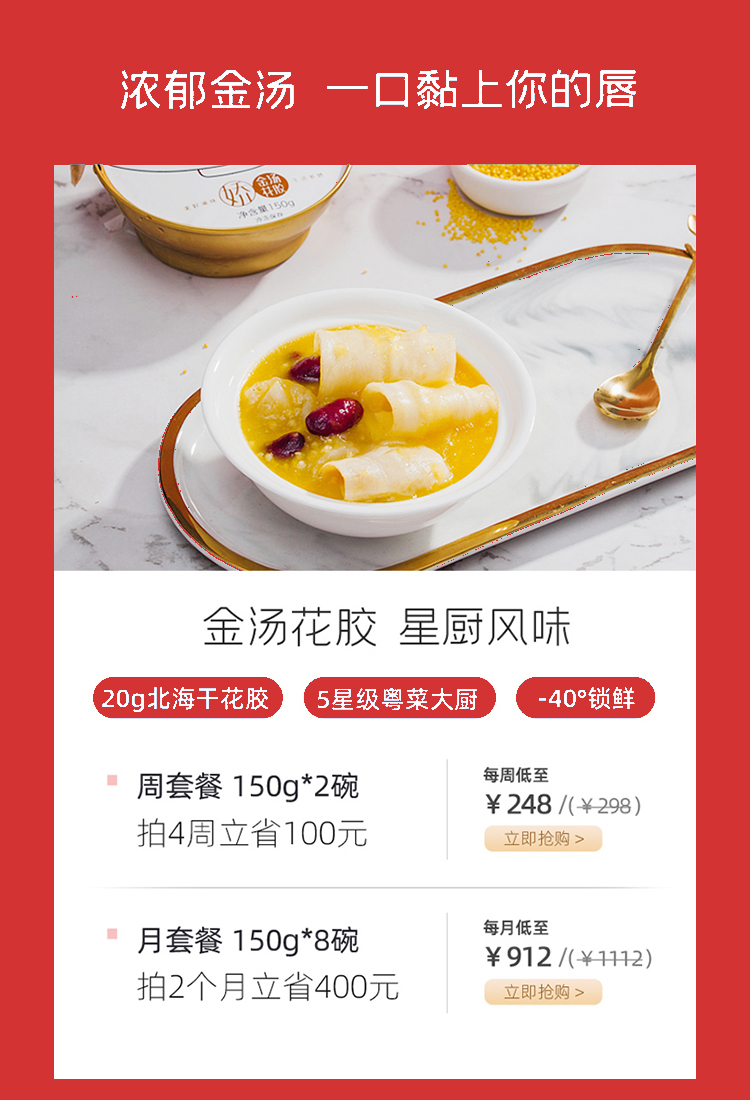 浓郁金汤 一口黏上你的唇
金汤
花胶
净含量150g
金汤花胶 星厨风味
20g北海干花胶
5星级粤菜大厨
-40°锁鲜
周套餐 150g*2碗
拍4周立省100元
每周低至
￥248 /(￥298)
立即抢购 >
月套餐 150g*8碗
拍2个月立省400元
每月低至
￥912 /(￥1112)
立即抢购 >